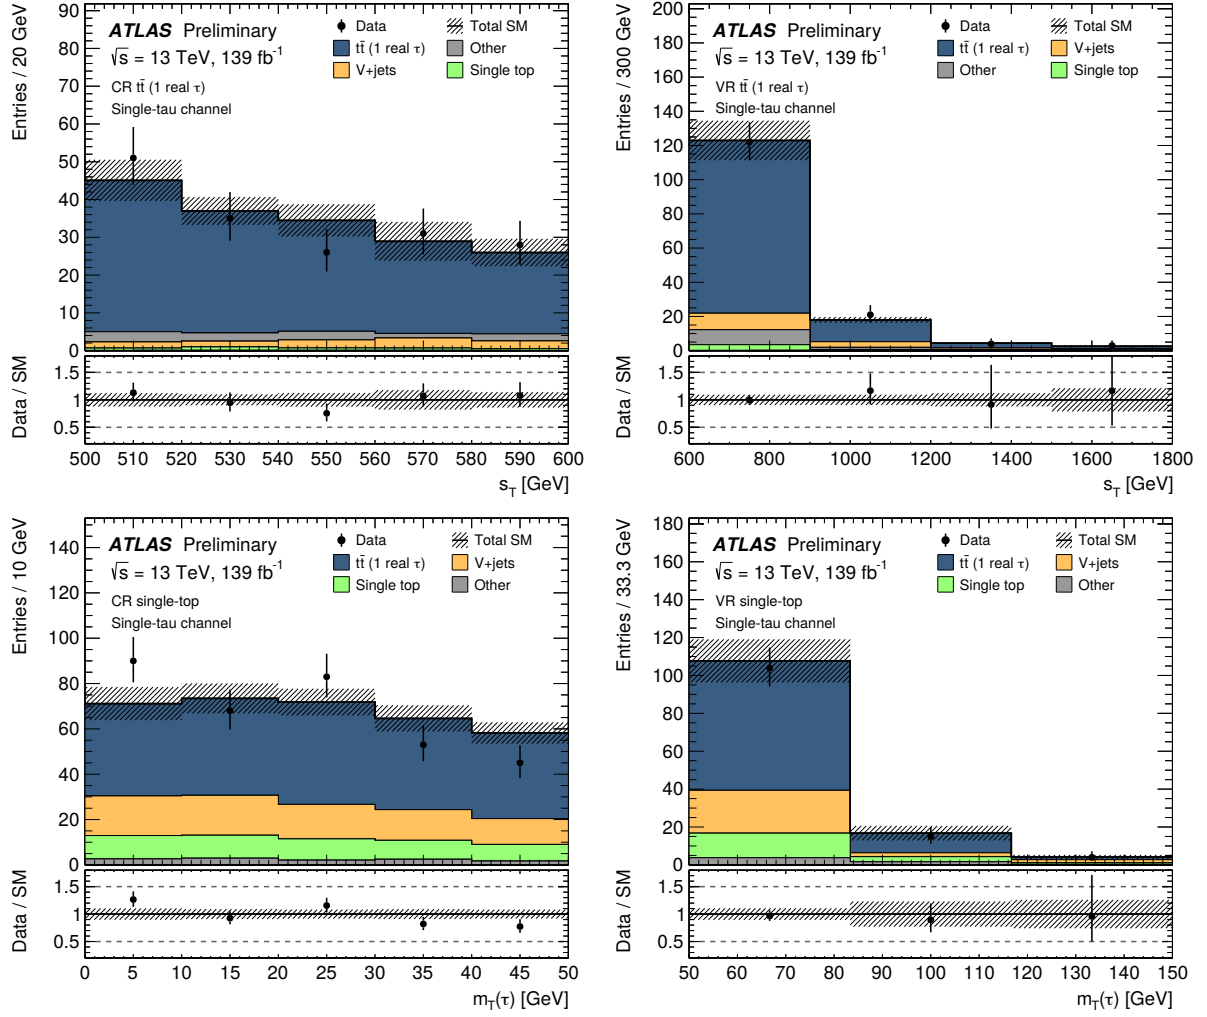 ATLAS Preliminary
√s = 13 TeV, 139 fb-1
CR tt̄ (1 real τ)
Single-tau channel
Data
Total SM
tt̄ (1 real τ)
Other
V+jets
Single top
Entries / 20 GeV
0 10 20 30 40 50 60 70 80 90
Data / SM
0.5 1 1.5
500 510 520 530 540 550 560 570 580 590 600
sT [GeV]
ATLAS Preliminary
√s = 13 TeV, 139 fb-1
VR tt̄ (1 real τ)
Single-tau channel
Data
Total SM
tt̄ (1 real τ)
V+jets
Other
Single top
Entries / 300 GeV
0 20 40 60 80 100 120 140 160 180 200
Data / SM
0.5 1 1.5
600 800 1000 1200 1400 1600 1800
sT [GeV]
ATLAS Preliminary
√s = 13 TeV, 139 fb-1
CR single-top
Single-tau channel
Data
Total SM
tt̄ (1 real τ)
V+jets
Single top
Other
Entries / 10 GeV
0 20 40 60 80 100 120 140
Data / SM
0.5 1 1.5
0 5 10 15 20 25 30 35 40 45 50
mT(τ) [GeV]
ATLAS Preliminary
√s = 13 TeV, 139 fb-1
VR single-top
Single-tau channel
Data
Total SM
tt̄ (1 real τ)
V+jets
Single top
Other
Entries / 33.3 GeV
0 20 40 60 80 100 120 140 160 180
Data / SM
0.5 1 1.5
50 60 70 80 90 100 110 120 130 140 150
mT(τ) [GeV]